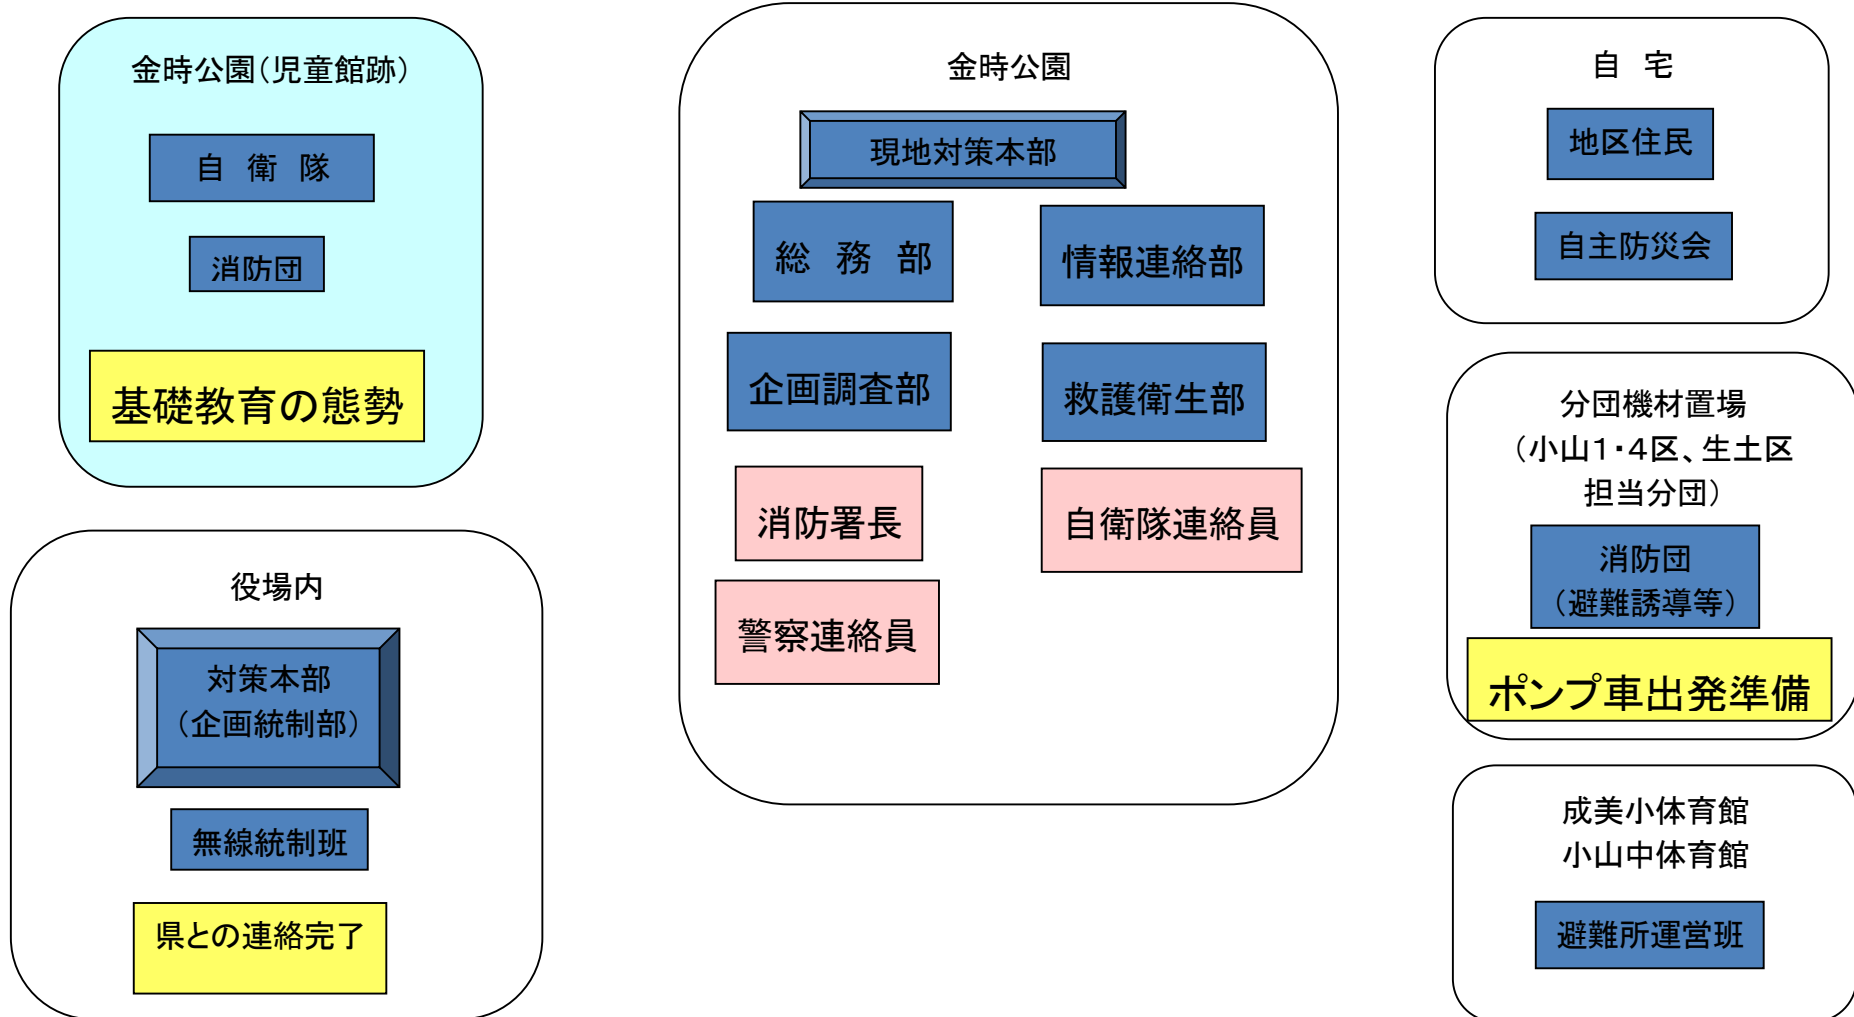 金時公園（児童館跡）
自　衛　隊
消防団
基礎教育の態勢
役場内
対策本部
（企画統制部）
無線統制班
県との連絡完了
金時公園
現地対策本部
総　務　部
情報連絡部
企画調査部
救護衛生部
消防署長
自衛隊連絡員
警察連絡員
自　宅
地区住民
自主防災会
分団機材置場
（小山１・４区、生土区
担当分団）
消防団
（避難誘導等）
ポンプ車出発準備
成美小体育館
小山中体育館
避難所運営班